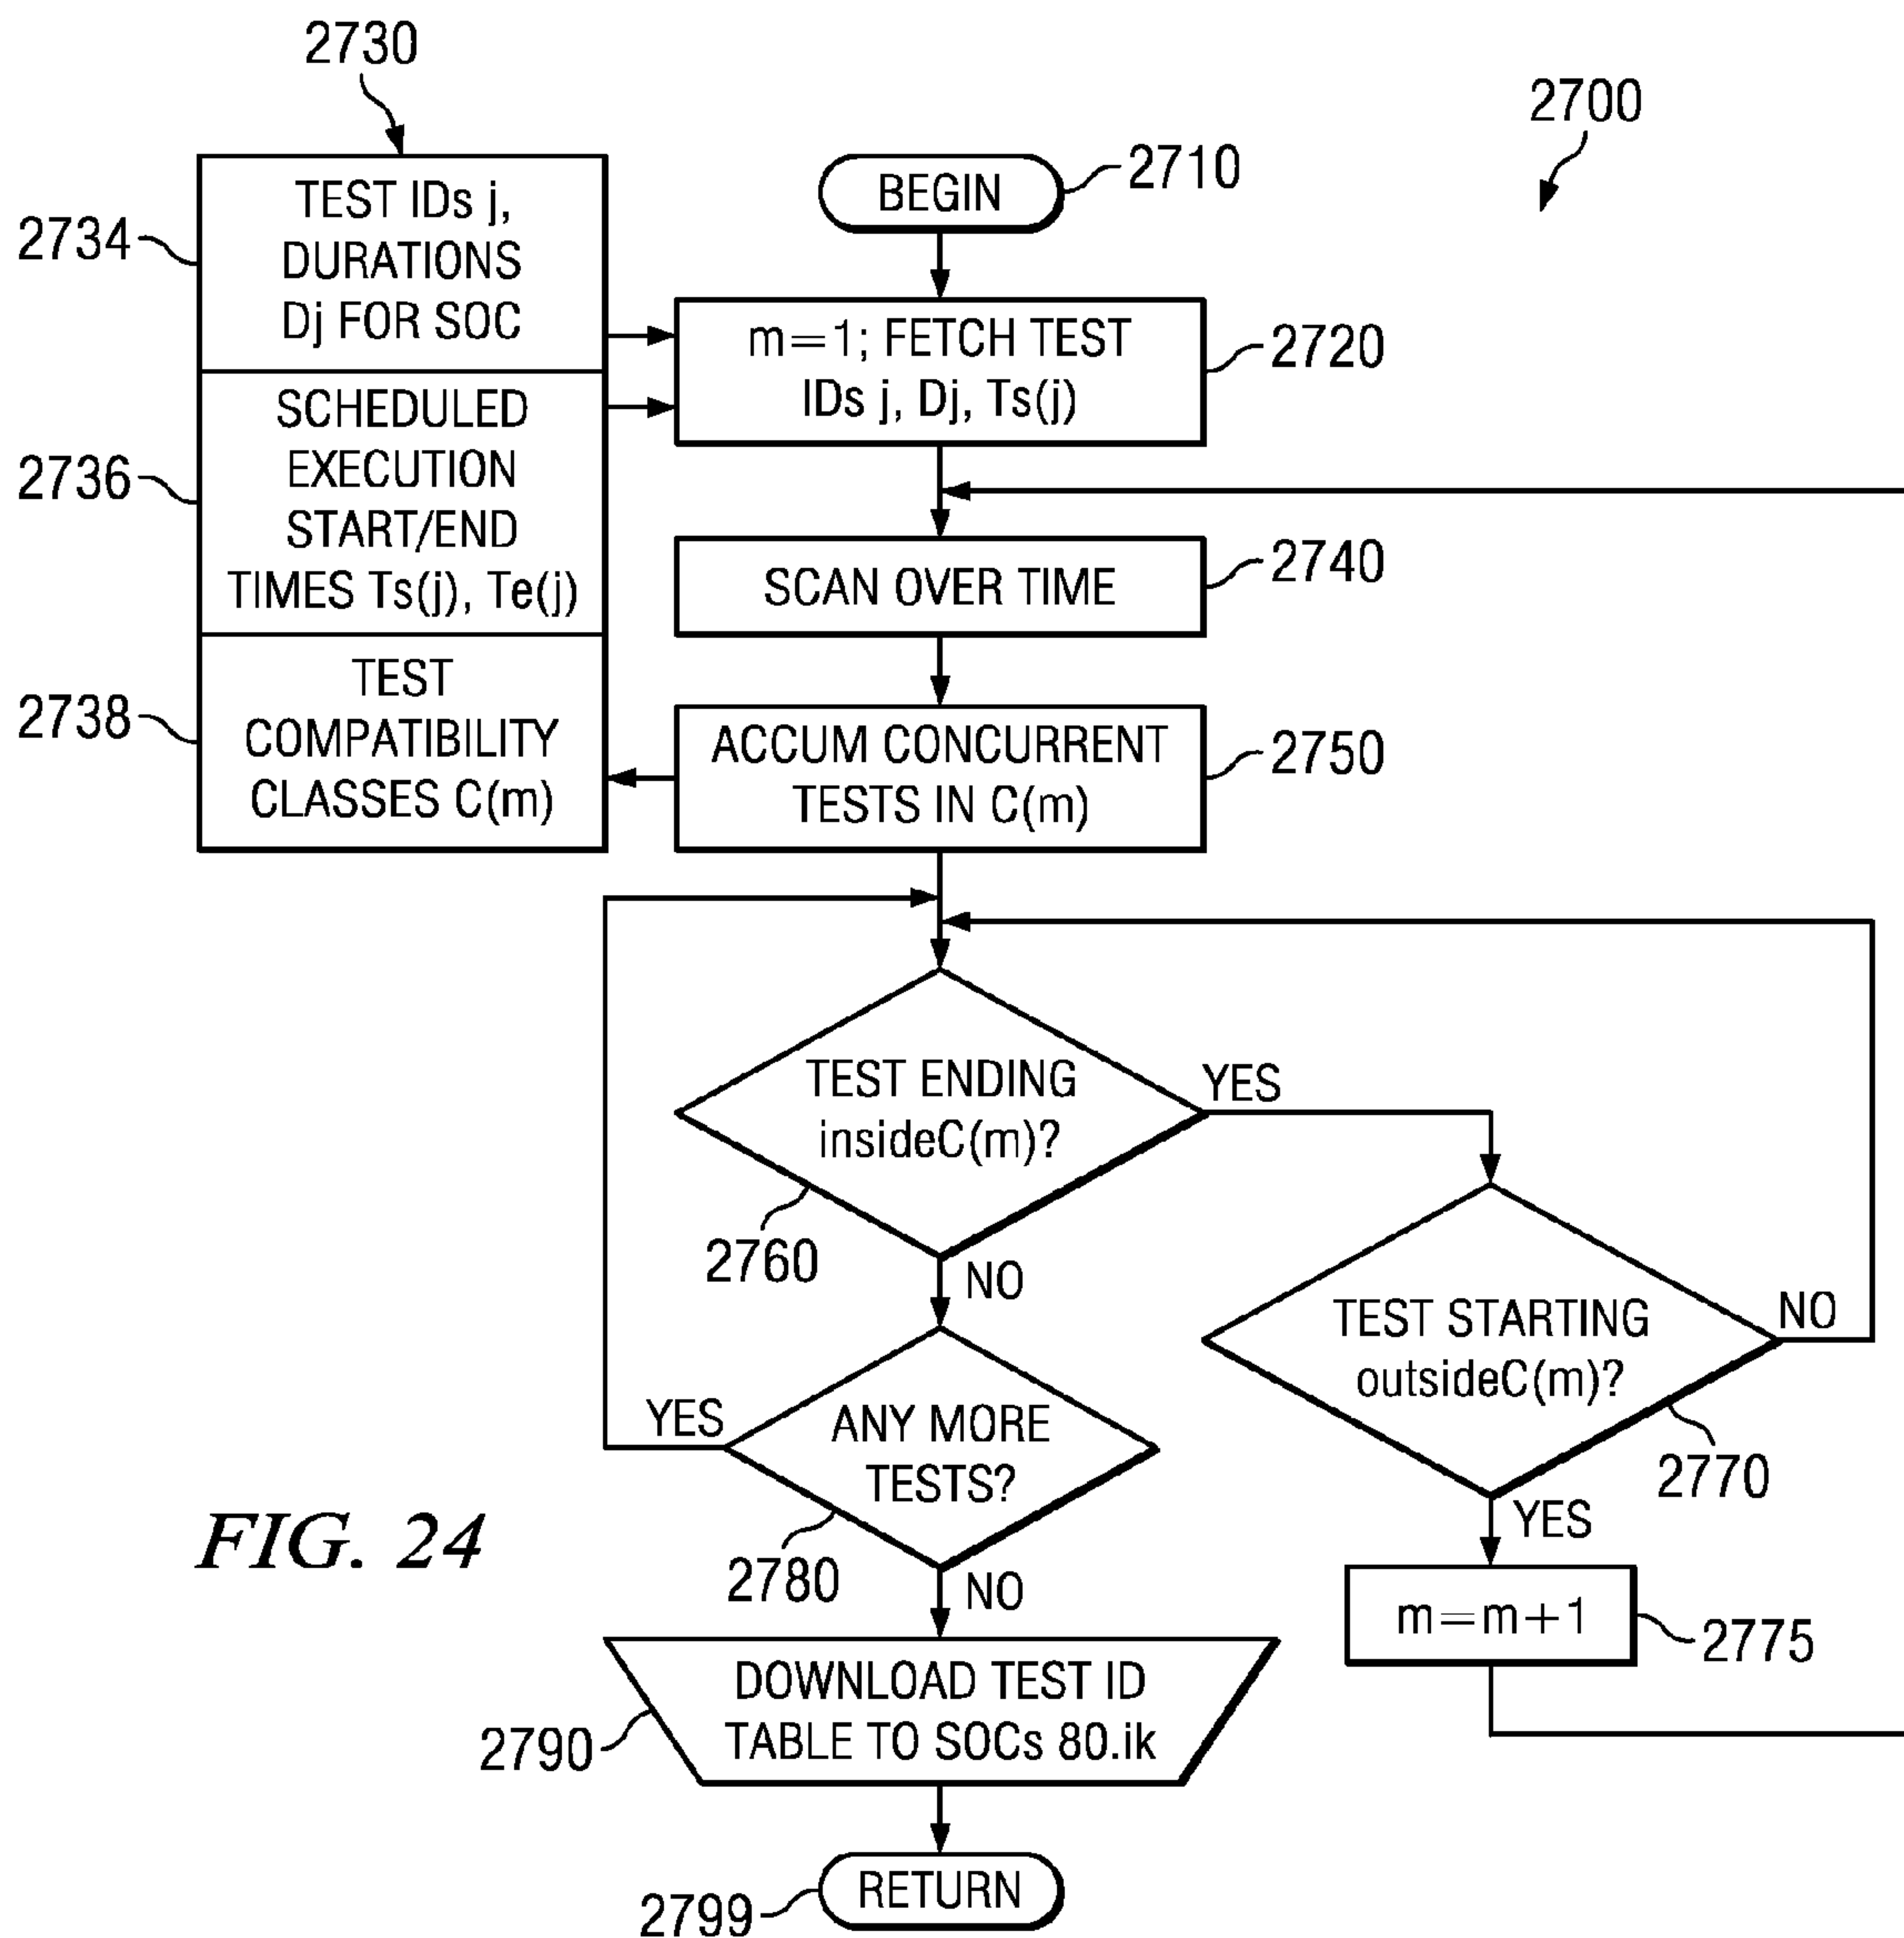 2730
2700
2734
TEST IDs j,
DURATIONS
Dj FOR SOC
BEGIN
2710
m=1; FETCH TEST
IDs j, Dj, Ts(j)
2720
2736
SCHEDULED
EXECUTION
START/END
TIMES Ts(j), Te(j)
SCAN OVER TIME
2740
2738
TEST
COMPATIBILITY
CLASSES C(m)
ACCUM CONCURRENT
TESTS IN C(m)
2750
TEST ENDING
insideC(m)?
YES
2760
NO
TEST STARTING
outsideC(m)?
NO
2770
YES
ANY MORE
TESTS?
YES
2780
NO
m=m+1
2775
FIG. 24
DOWNLOAD TEST ID
TABLE TO SOCs 80.ik
2790
RETURN
2799